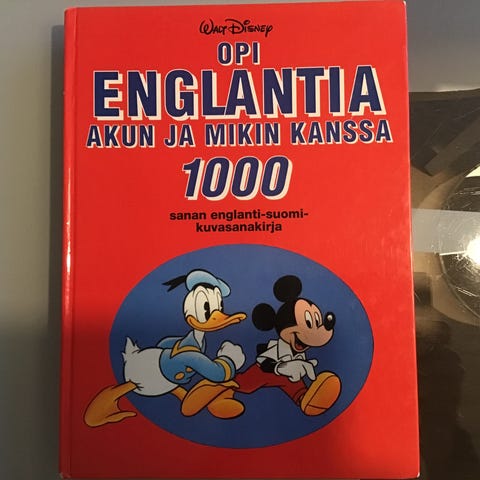 WALT DISNEY
OPI
ENGLANTIA
AKUN JA MIKIN KANSSA
1000
sanan englanti-suomi-
kuvasanakirja